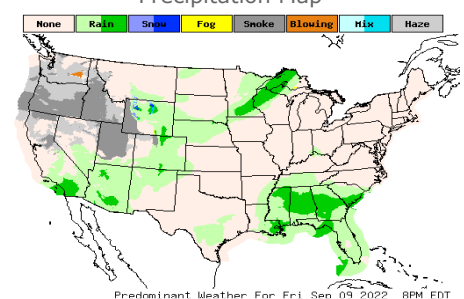 Precipitation Map
None Rain Snow Fog Smoke Blowing Mix Haze
Predominant Weather For Fri Sep 09 2022 8PM EDT